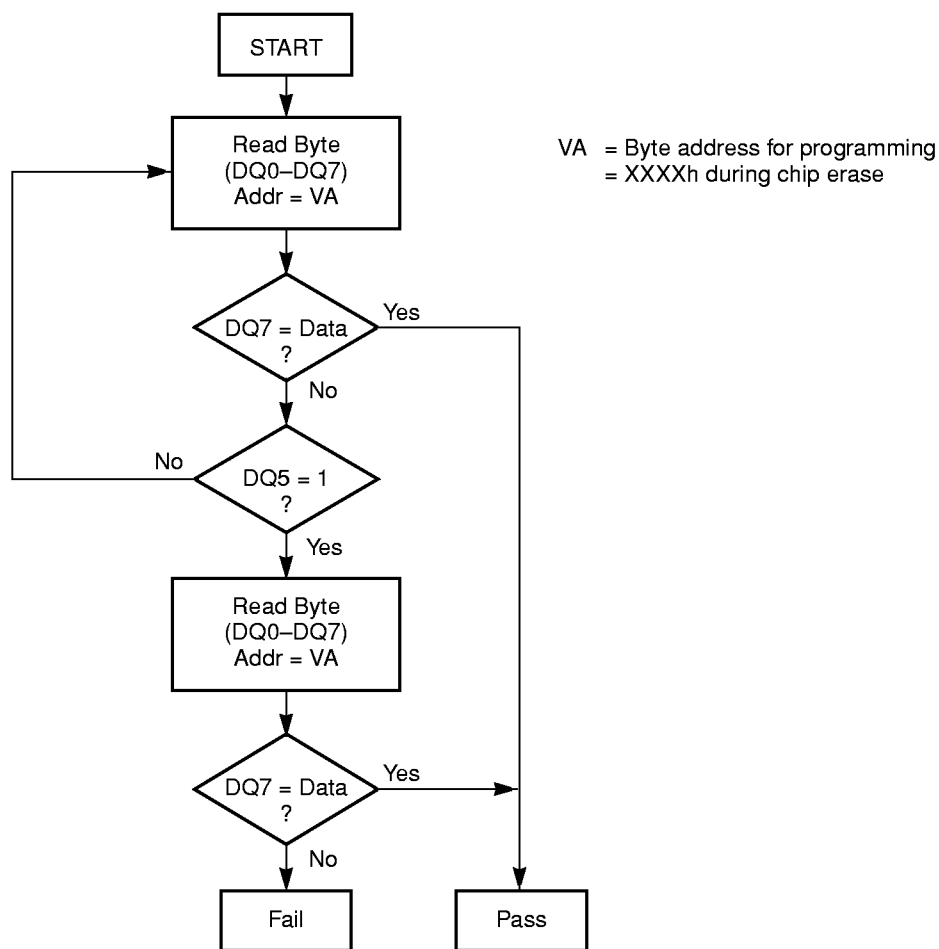 START
Read Byte
(DQ0–DQ7)
Addr = VA
VA = Byte address for programming
= XXXXh during chip erase
DQ7 = Data
?
Yes
No
DQ5 = 1
?
No
Yes
Read Byte
(DQ0–DQ7)
Addr = VA
DQ7 = Data
?
Yes
No
Fail
Pass